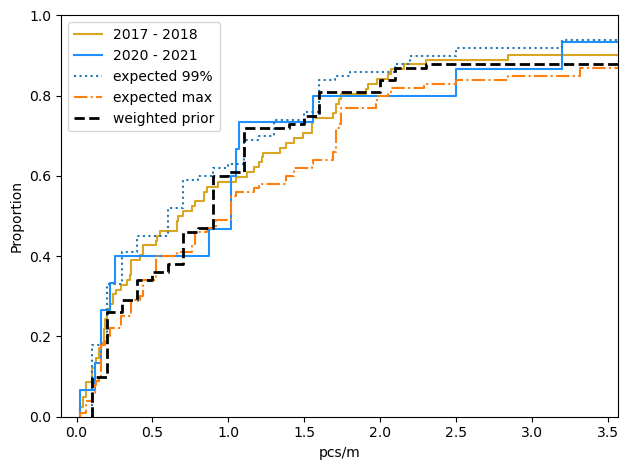 1.0
0.8
0.6
0.4
0.2
0.0
Proportion
2017 - 2018
2020 - 2021
expected 99%
expected max
weighted prior
0.0 0.5 1.0 1.5 2.0 2.5 3.0 3.5
pcs/m